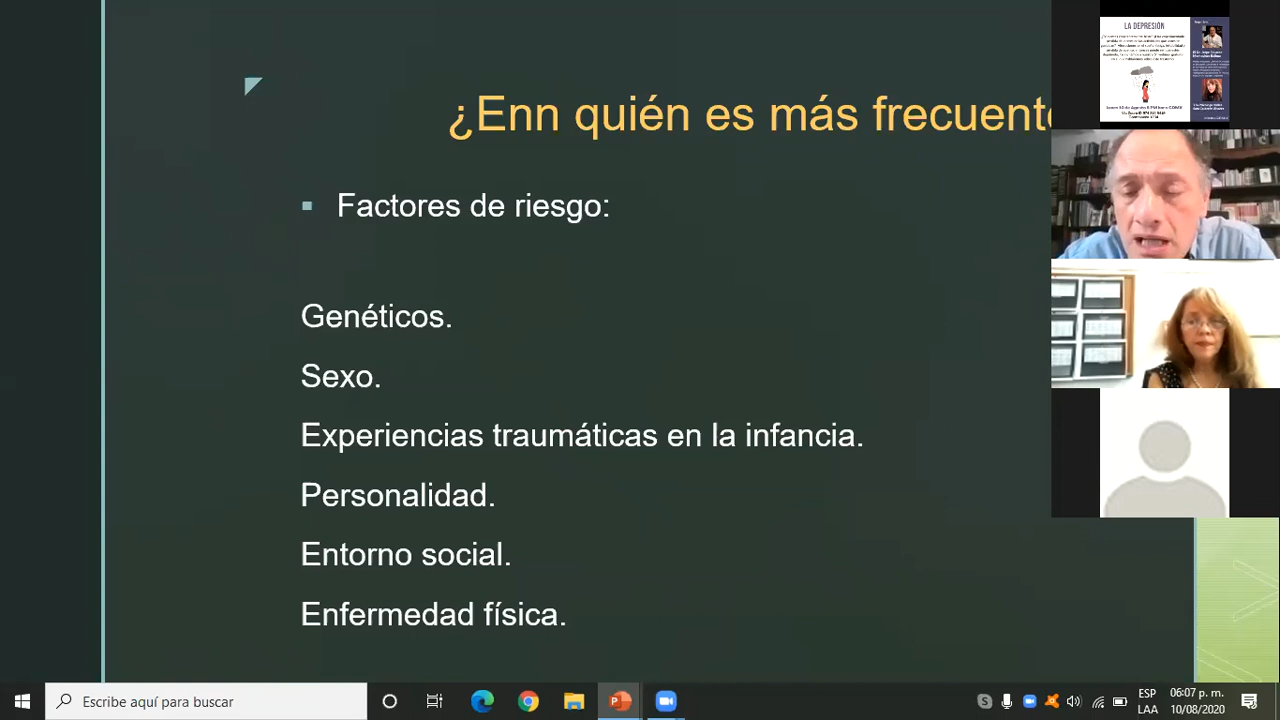 ¿Ean quién es más frecuente
Factores de riesgo:
Genéticos.
Sexo.
Experiencias traumáticas en la infancia.
Personalidad.
Entorno social.
Enfermedad física.
LA DEPRESIÓN
Escribe aquí para buscar
ESP
LAA
06:07 p. m.
10/08/2020